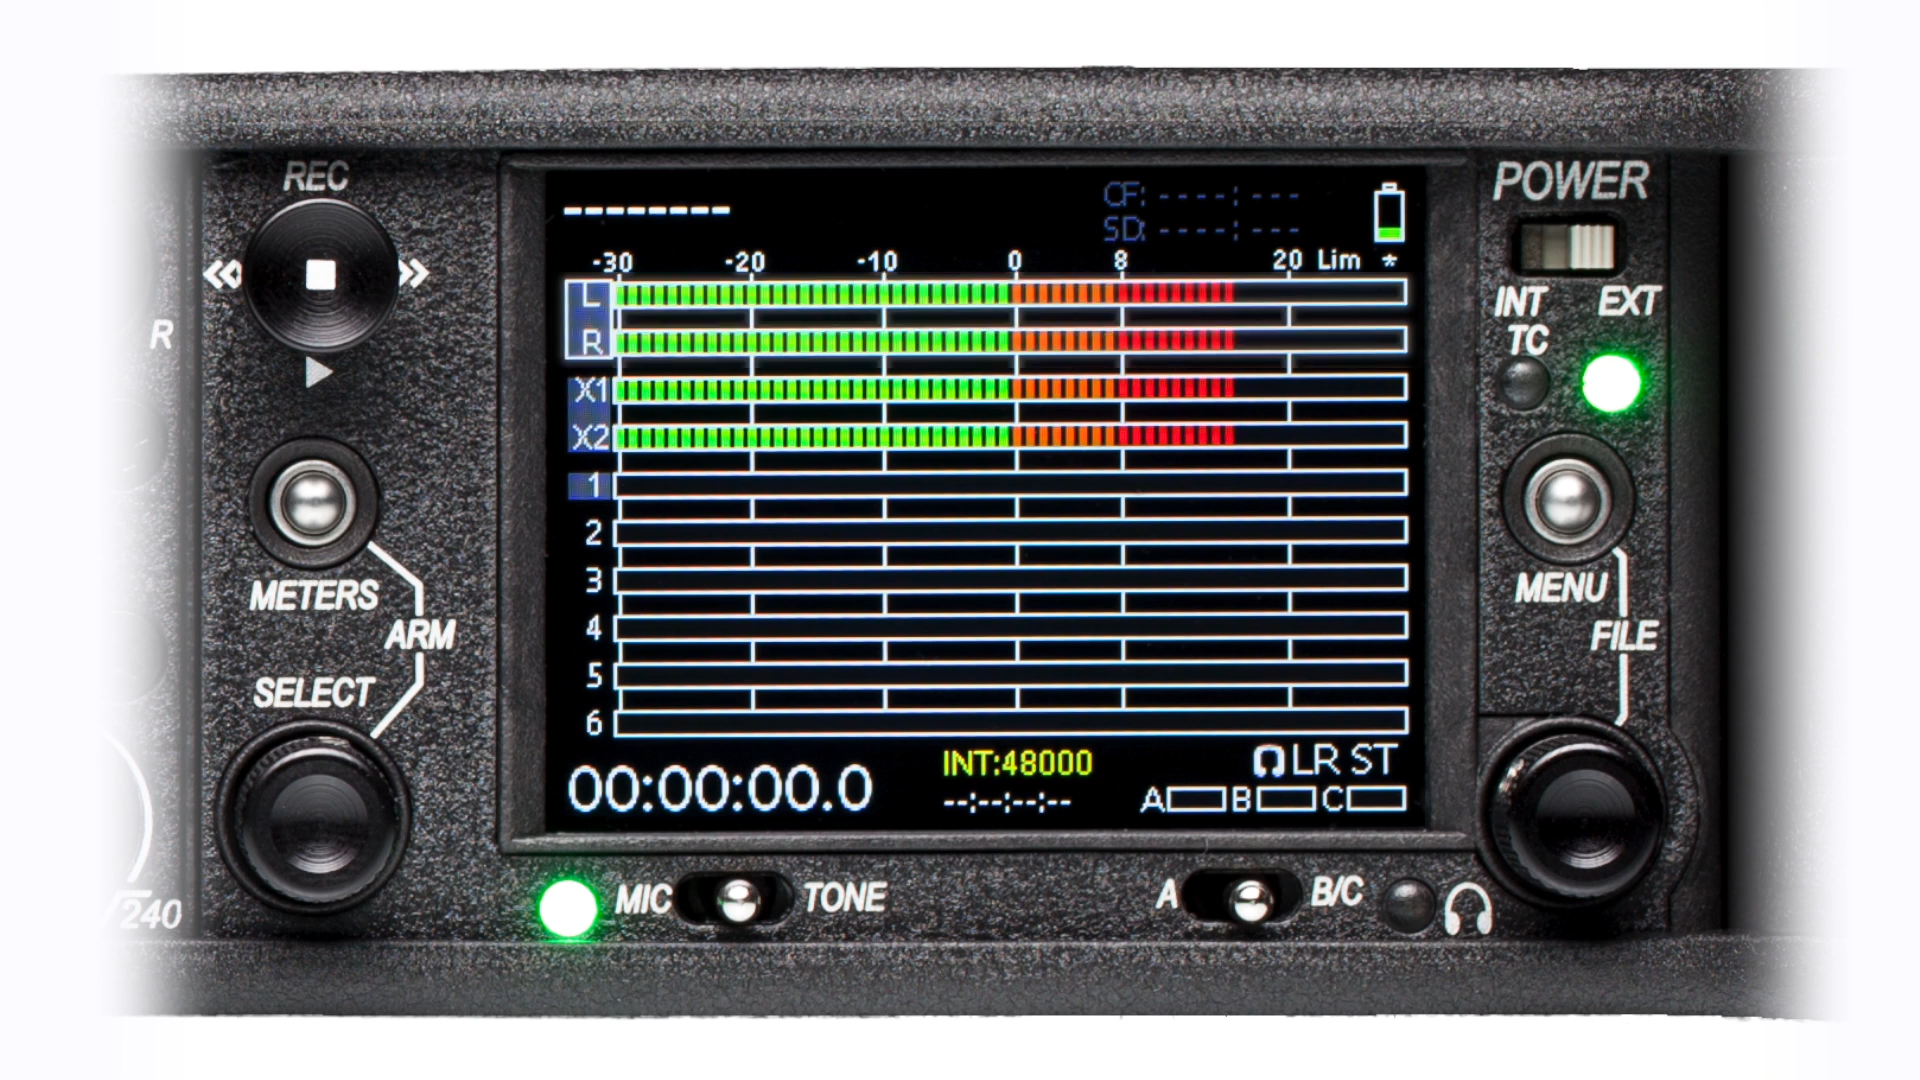 REC
POWER
--------
CF: ----:---
SD: ----:---
-30 -20 -10 0 8 20 Lim *
L
R
X1
X2
1
2
3
4
5
6
INT:48000
LR ST
00:00:00.0
--:--:--:--
A B C
R
INT EXT
TC
METERS
ARM
SELECT
MENU
FILE
240
MIC TONE
A B/C